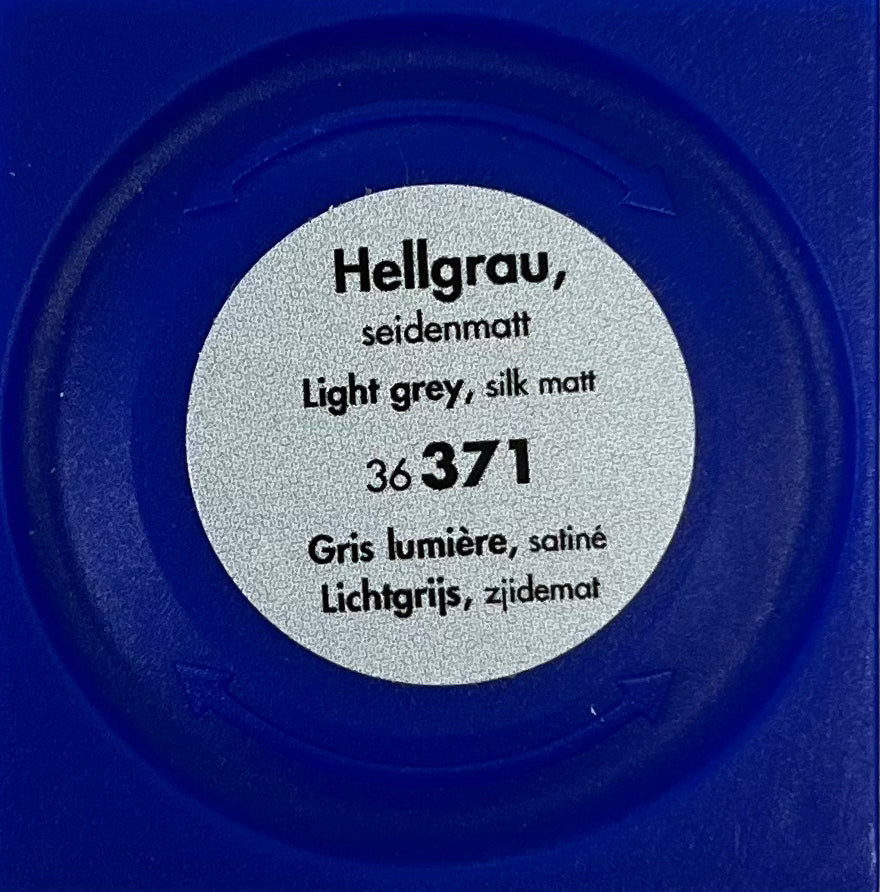 Hellgrau,
seidenmatt
Light grey, silk matt
36 371
Gris lumière, satiné
Lichtgrijs, zjidemat